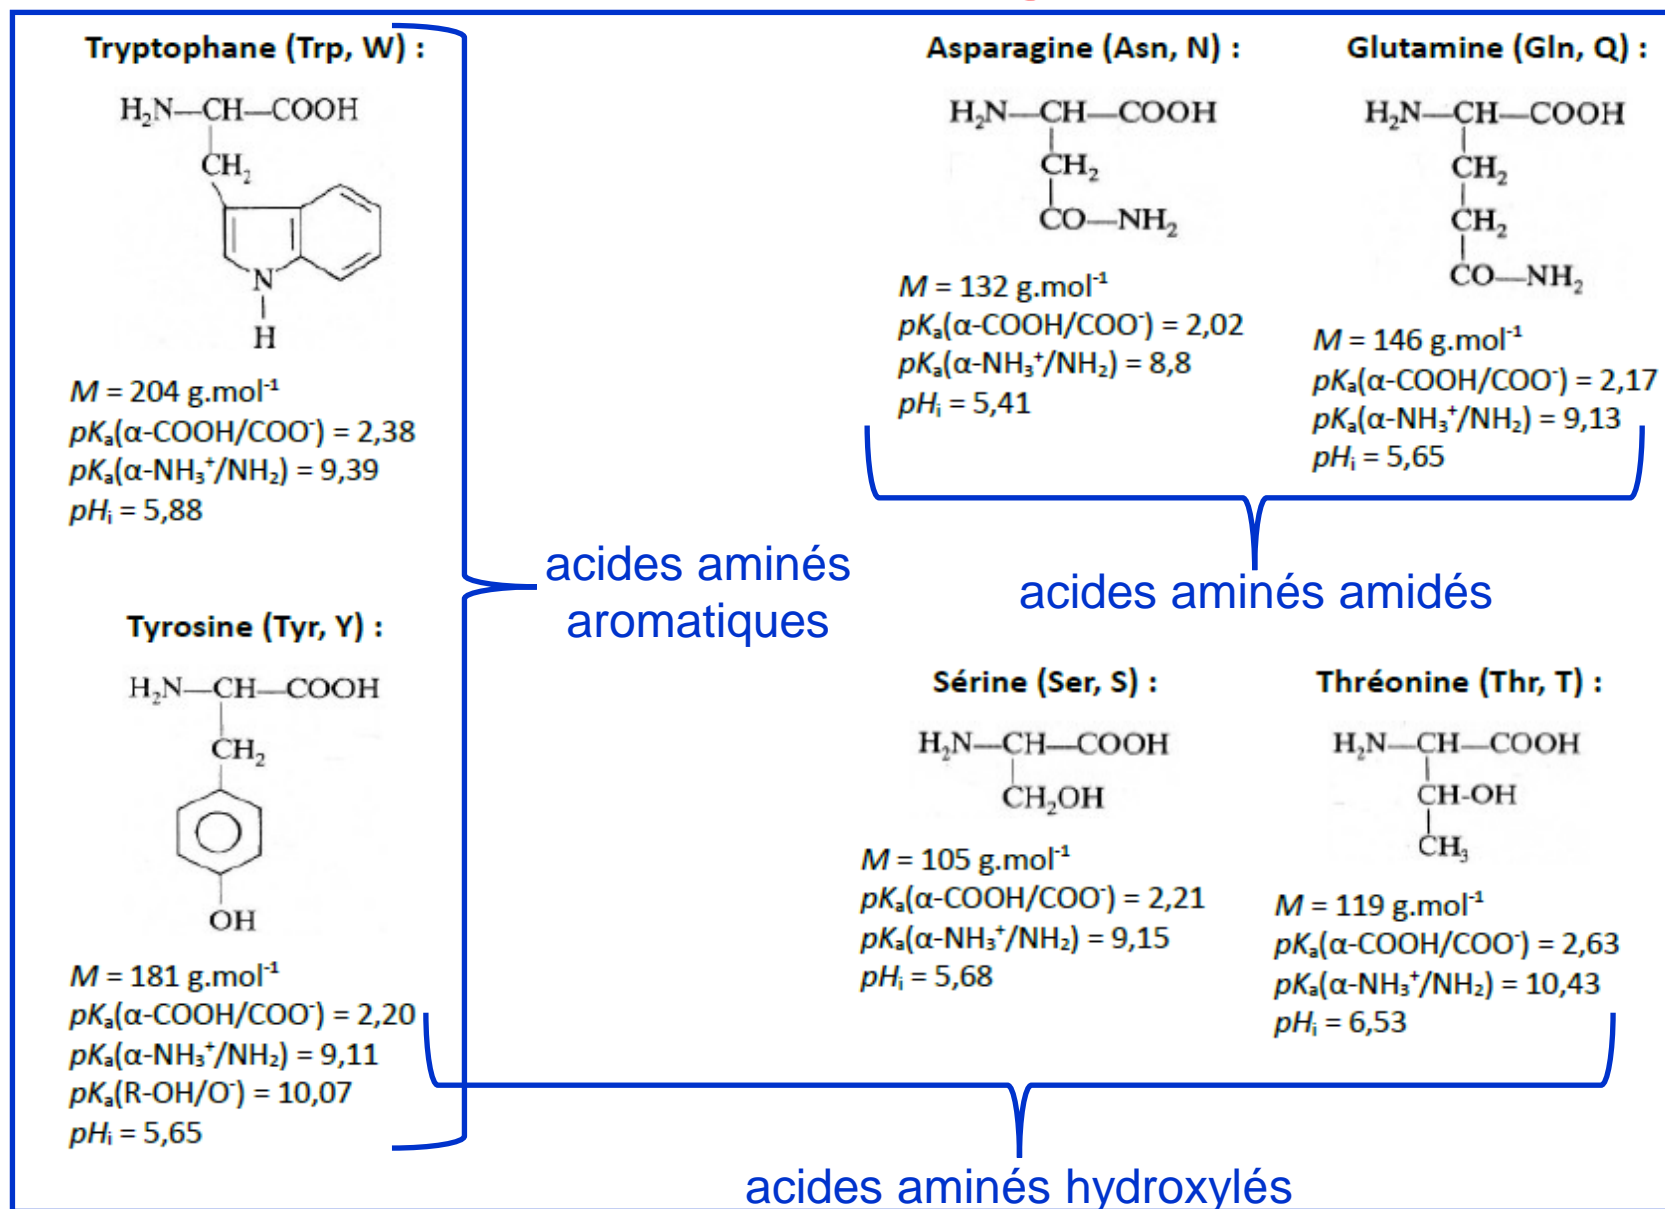 Tryptophane (Trp, W) :
H₂N—CH—COOH
CH₂
N
H
M = 204 g.mol⁻¹
pKₐ(α-COOH/COO⁻) = 2,38
pKₐ(α-NH₃⁺/NH₂) = 9,39
pHᵢ = 5,88
Tyrosine (Tyr, Y) :
H₂N—CH—COOH
CH₂
OH
M = 181 g.mol⁻¹
pKₐ(α-COOH/COO⁻) = 2,20
pKₐ(α-NH₃⁺/NH₂) = 9,11
pKₐ(R-OH/O⁻) = 10,07
pHᵢ = 5,65
acides aminés
aromatiques
Asparagine (Asn, N) :
H₂N—CH—COOH
CH₂
CO—NH₂
M = 132 g.mol⁻¹
pKₐ(α-COOH/COO⁻) = 2,02
pKₐ(α-NH₃⁺/NH₂) = 8,8
pHᵢ = 5,41
Glutamine (Gln, Q) :
H₂N—CH—COOH
CH₂
CH₂
CO—NH₂
M = 146 g.mol⁻¹
pKₐ(α-COOH/COO⁻) = 2,17
pKₐ(α-NH₃⁺/NH₂) = 9,13
pHᵢ = 5,65
acides aminés amidés
Sérine (Ser, S) :
H₂N—CH—COOH
CH₂OH
M = 105 g.mol⁻¹
pKₐ(α-COOH/COO⁻) = 2,21
pKₐ(α-NH₃⁺/NH₂) = 9,15
pHᵢ = 5,68
Thréonine (Thr, T) :
H₂N—CH—COOH
CH-OH
CH₃
M = 119 g.mol⁻¹
pKₐ(α-COOH/COO⁻) = 2,63
pKₐ(α-NH₃⁺/NH₂) = 10,43
pHᵢ = 6,53
acides aminés hydroxylés